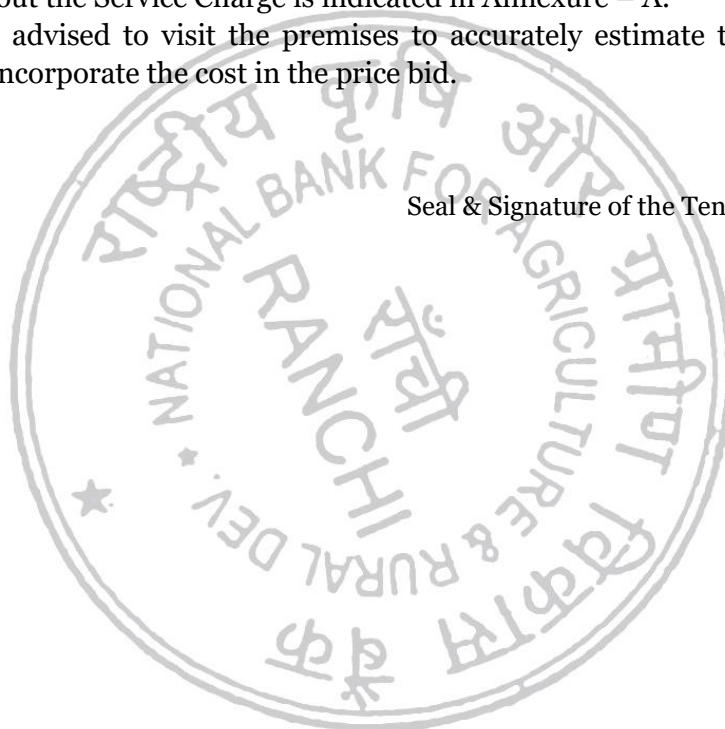 out the Service Charge is indicated in Annexure – A.
advised to visit the premises to accurately estimate t
ncorporate the cost in the price bid.
Seal & Signature of the Ten
राष्ट्रीय कृषि और ग्रामीण विकास बैंक
NATIONAL BANK FOR AGRICULTURE & RURAL DEV.
RANCHI
राँची